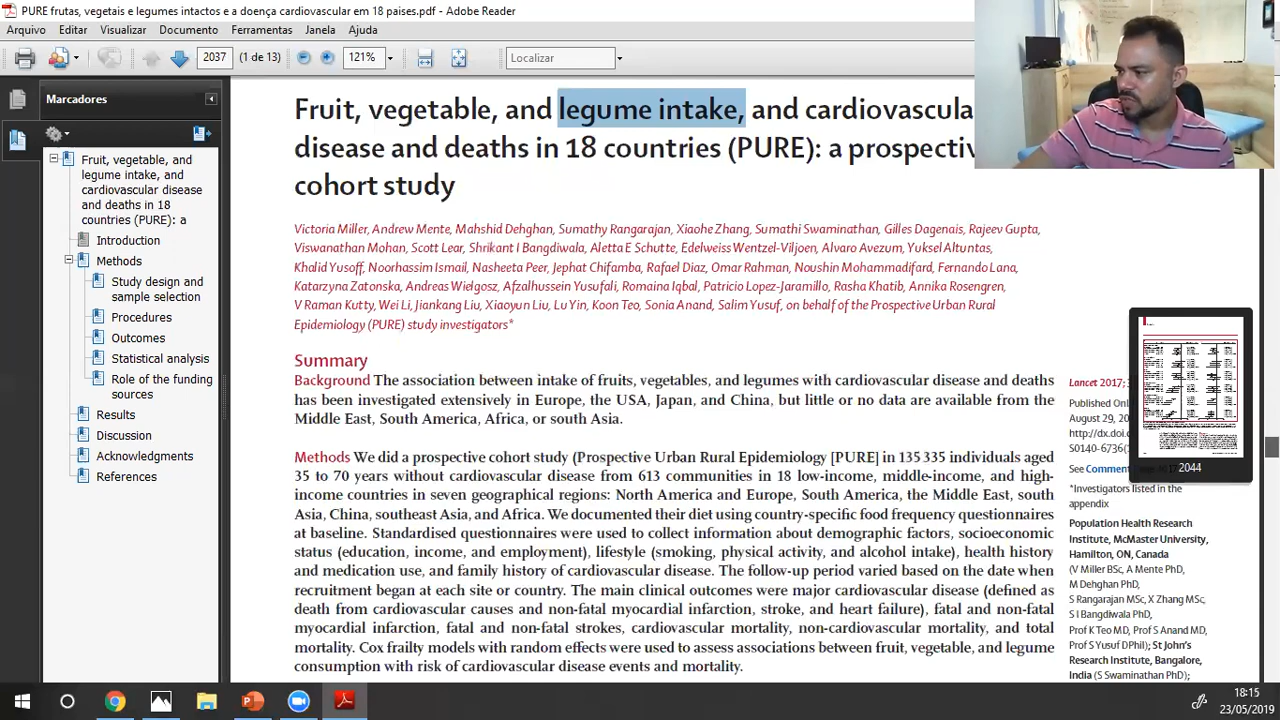 PURE frutas, vegetais e legumes intactos e a doença cardiovascular em 18 paises.pdf - Adobe Reader
Arquivo Editar Visualizar Documento Ferramentas Janela Ajuda
2037 (1 de 13) 121% Localizar
Marcadores
Fruit, vegetable, and
legume intake, and
cardiovascular disease
and deaths in 18
countries (PURE): a
Introduction
Methods
Study design and
sample selection
Procedures
Outcomes
Statistical analysis
Role of the funding
sources
Results
Discussion
Acknowledgments
References
Fruit, vegetable, and legume intake, and cardiovascula
disease and deaths in 18 countries (PURE): a prospectiv
cohort study
Victoria Miller, Andrew Mente, Mahshid Dehghan, Sumathy Rangarajan, Xiaohe Zhang, Sumathi Swaminathan, Gilles Dagenais, Rajeev Gupta,
Viswanathan Mohan, Scott Lear, Shrikant I Bangdiwala, Aletta E Schutte, Edelweiss Wentzel-Viljoen, Alvaro Avezum, Yuksel Altuntas,
Khalid Yusoff, Noorhassim Ismail, Nasheeta Peer, Jephat Chifamba, Rafael Diaz, Omar Rahman, Noushin Mohammadifard, Fernando Lana,
Katarzyna Zatonska, Andreas Wielgosz, Afzalhussein Yusufali, Romaina Iqbal, Patricio Lopez-Jaramillo, Rasha Khatib, Annika Rosengren,
V Raman Kutty, Wei Li, Jiankang Liu, Xiaoyun Liu, Lu Yin, Koon Teo, Sonia Anand, Salim Yusuf, on behalf of the Prospective Urban Rural
Epidemiology (PURE) study investigators*
Summary
Background The association between intake of fruits, vegetables, and legumes with cardiovascular disease and deaths
has been investigated extensively in Europe, the USA, Japan, and China, but little or no data are available from the
Middle East, South America, Africa, or south Asia.
Methods We did a prospective cohort study (Prospective Urban Rural Epidemiology [PURE] in 135 335 individuals aged
35 to 70 years without cardiovascular disease from 613 communities in 18 low-income, middle-income, and high-
income countries in seven geographical regions: North America and Europe, South America, the Middle East, south
Asia, China, southeast Asia, and Africa. We documented their diet using country-specific food frequency questionnaires
at baseline. Standardised questionnaires were used to collect information about demographic factors, socioeconomic
status (education, income, and employment), lifestyle (smoking, physical activity, and alcohol intake), health history
and medication use, and family history of cardiovascular disease. The follow-up period varied based on the date when
recruitment began at each site or country. The main clinical outcomes were major cardiovascular disease (defined as
death from cardiovascular causes and non-fatal myocardial infarction, stroke, and heart failure), fatal and non-fatal
myocardial infarction, fatal and non-fatal strokes, cardiovascular mortality, non-cardiovascular mortality, and total
mortality. Cox frailty models with random effects were used to assess associations between fruit, vegetable, and legume
consumption with risk of cardiovascular disease events and mortality.
Lancet 2017;
Published Onl
August 29, 20
http://dx.doi.
S0140-6736(1
See Comment
2044
*Investigators listed in the
appendix
Population Health Research
Institute, McMaster University,
Hamilton, ON, Canada
(V Miller BSc, A Mente PhD,
M Dehghan PhD,
S Rangarajan MSc, X Zhang MSc,
S I Bangdiwala PhD,
Prof K Teo MD, Prof S Anand MD,
Prof S Yusuf DPhil); St John's
Research Institute, Bangalore,
India (S Swaminathan PhD);
18:15
23/05/2019